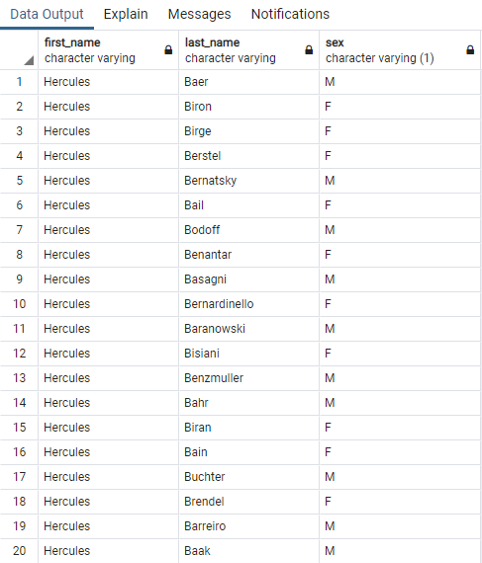 Data Output Explain Messages Notifications
first_name last_name sex
character varying character varying character varying (1)
1 Hercules Baer M
2 Hercules Biron F
3 Hercules Birge F
4 Hercules Berstel F
5 Hercules Bernatsky M
6 Hercules Bail F
7 Hercules Bodoff M
8 Hercules Benantar F
9 Hercules Basagni M
10 Hercules Bernardinello F
11 Hercules Baranowski M
12 Hercules Bisiani F
13 Hercules Benzmuller M
14 Hercules Bahr M
15 Hercules Biran F
16 Hercules Bain F
17 Hercules Buchter M
18 Hercules Brendel F
19 Hercules Barreiro M
20 Hercules Baak M